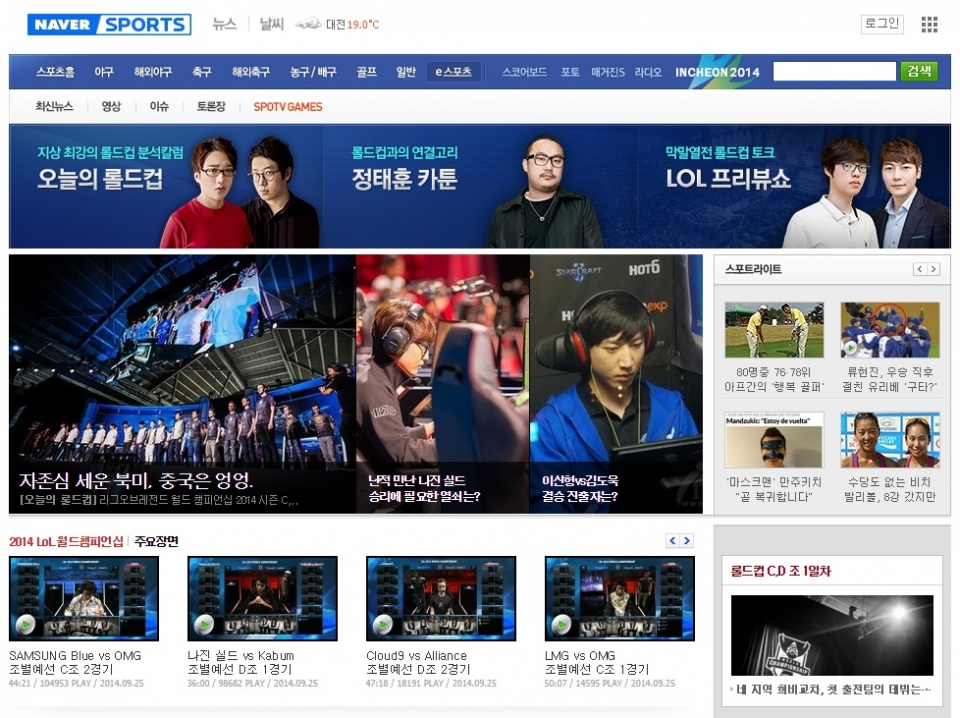 NAVER SPORTS 뉴스 날씨 대전 19.0°C 로그인
스포츠홈 야구 해외야구 축구 해외축구 농구/배구 골프 일반 e스포츠 스코어보드 포토 매거진S 라디오 INCHEON 2014 검색
최신뉴스 영상 이슈 토론장 SPOTV GAMES
지상 최강의 롤드컵 분석칼럼
오늘의 롤드컵
롤드컵과의 연결고리
정태훈 카툰
막말열전 롤드컵 토크
LOL 프리뷰쇼
STARCRAFT HOT6
자존심 세운 북미, 중국은 엉엉.
[오늘의 롤드컵] 리그오브레전드 월드 챔피언십 2014 시즌 C,...
난적 만난 나진 실드
승리에 필요한 열쇠는?
이신형vs김도욱
결승 진출자는?
스포트라이트
80명중 76·78위
아프간의 '행복 골퍼'
류현진, 우승 직후
절친 유리베 '구타?'
Mandzukic: "Estoy de vuelta"
'마스크맨' 만주키치
"곧 복귀합니다"
수당도 없는 비치
발리볼, 8강 갔지만
2014 LoL 월드챔피언십 주요장면
SAMSUNG Blue vs OMG
조별예선 C조 2경기
44:21 / 104953 PLAY / 2014.09.25
나진 실드 vs Kabum
조별예선 D조 1경기
36:00 / 98682 PLAY / 2014.09.25
Cloud9 vs Alliance
조별예선 D조 2경기
47:18 / 18191 PLAY / 2014.09.25
LMG vs OMG
조별예선 C조 1경기
50:07 / 14595 PLAY / 2014.09.25
롤드컵 C,D 조 1일차
네 지역 희비교차, 첫 출전팀의 데뷔는…